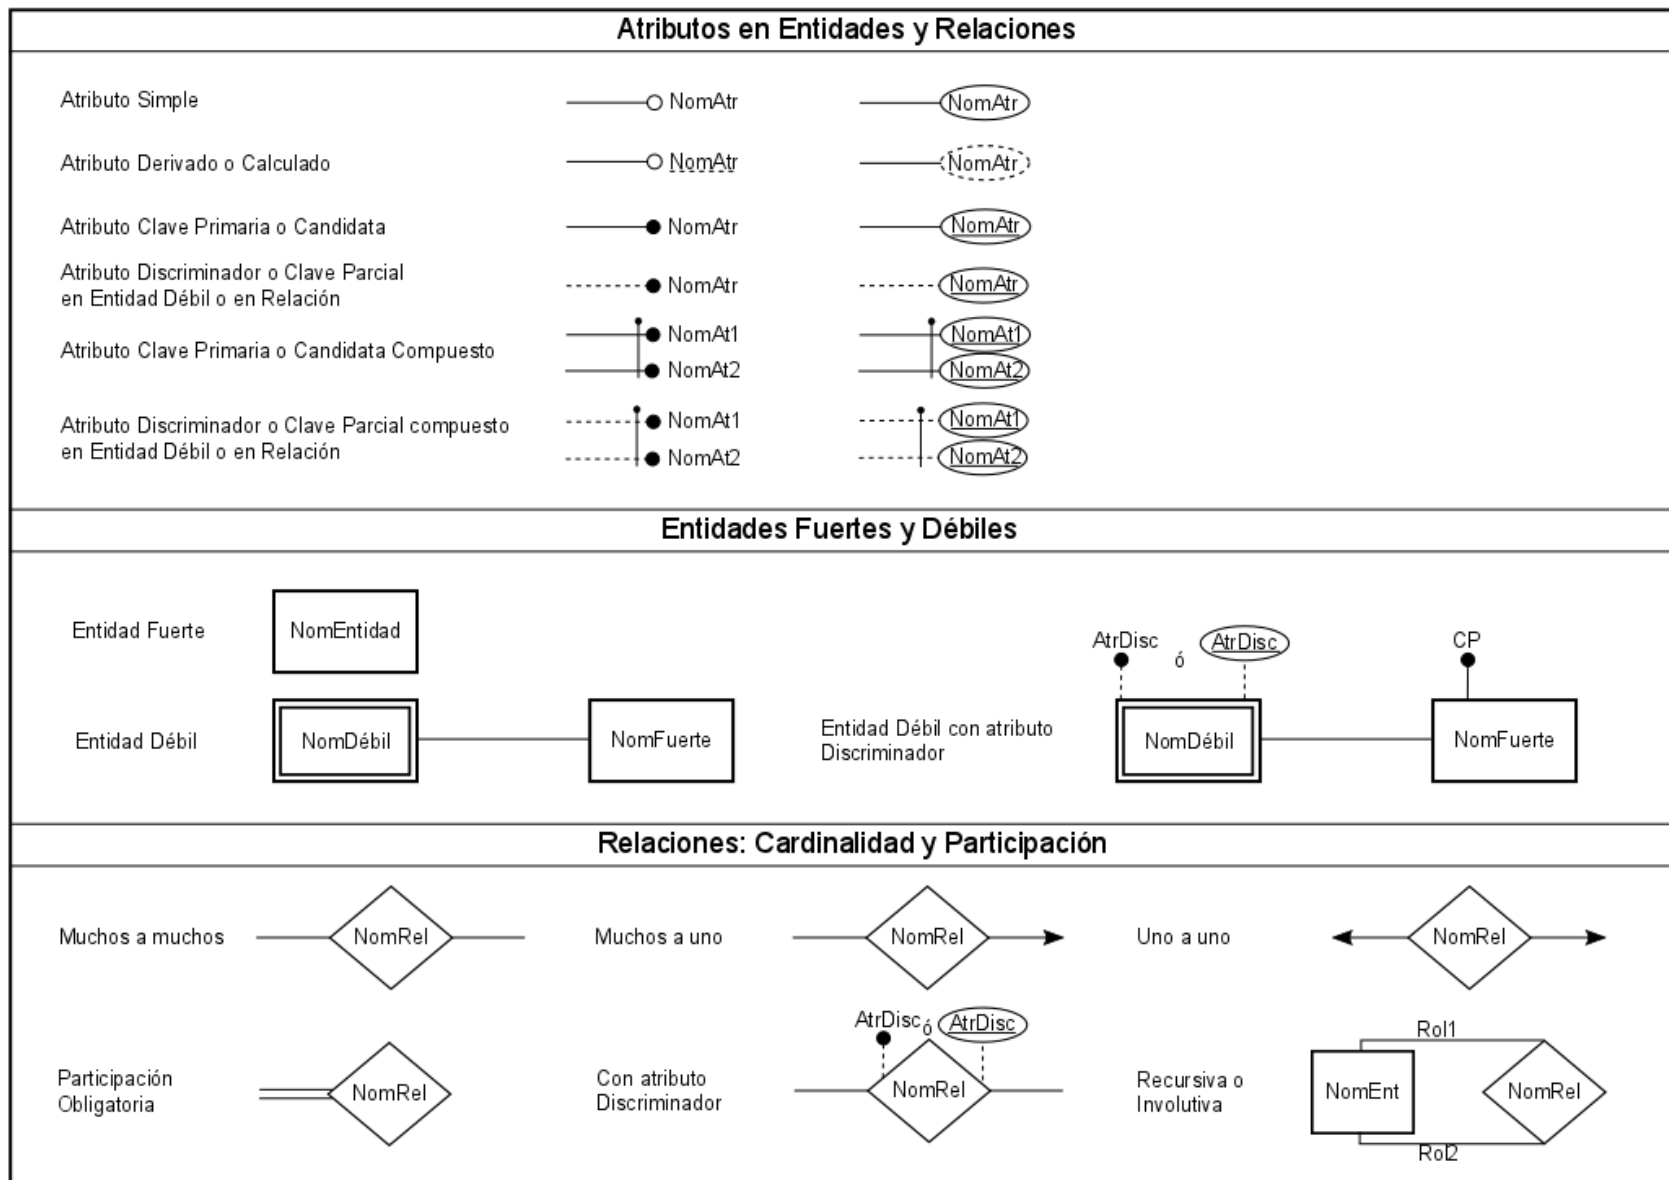 Atributos en Entidades y Relaciones
Atributo Simple
NomAtr
NomAtr
Atributo Derivado o Calculado
NomAtr
NomAtr
Atributo Clave Primaria o Candidata
NomAtr
NomAtr
Atributo Discriminador o Clave Parcial
en Entidad Débil o en Relación
NomAtr
NomAtr
Atributo Clave Primaria o Candidata Compuesto
NomAt1
NomAt2
NomAt1
NomAt2
Atributo Discriminador o Clave Parcial compuesto
en Entidad Débil o en Relación
NomAt1
NomAt2
NomAt1
NomAt2
Entidades Fuertes y Débiles
Entidad Fuerte
NomEntidad
Entidad Débil
NomDébil
NomFuerte
Entidad Débil con atributo
Discriminador
AtrDisc
ó
AtrDisc
CP
NomDébil
NomFuerte
Relaciones: Cardinalidad y Participación
Muchos a muchos
NomRel
Muchos a uno
NomRel
Uno a uno
NomRel
Participación
Obligatoria
NomRel
Con atributo
Discriminador
AtrDisc
ó
AtrDisc
NomRel
Recursiva o
Involutiva
Rol1
NomEnt
NomRel
Rol2